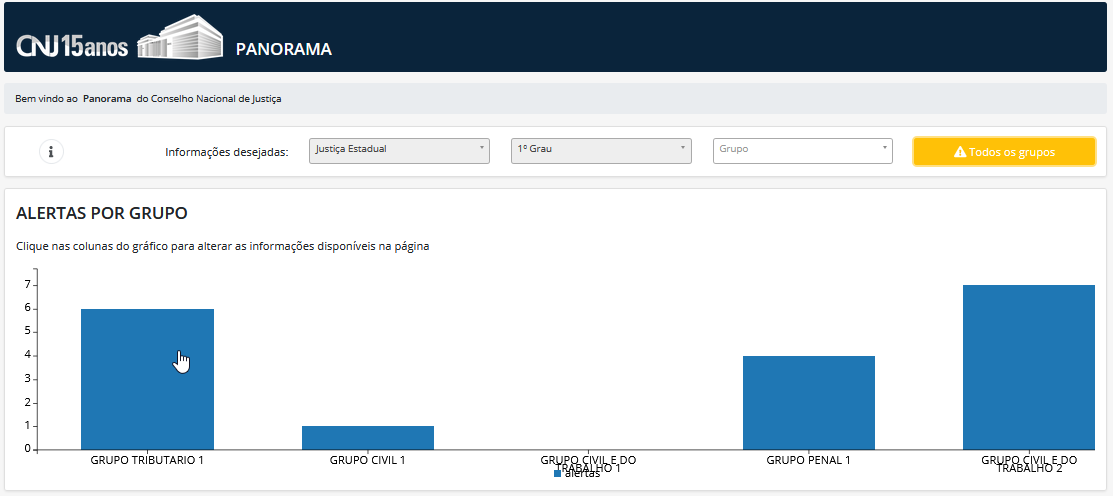 CNJ 15anos PANORAMA
Bem vindo ao Panorama do Conselho Nacional de Justiça
Informações desejadas: Justiça Estadual 1º Grau Grupo Todos os grupos
ALERTAS POR GRUPO
Clique nas colunas do gráfico para alterar as informações disponíveis na página
7
6
5
4
3
2
1
0
GRUPO TRIBUTARIO 1
GRUPO CIVIL 1
GRUPO CIVIL E DO
TRABALHO 1
GRUPO PENAL 1
GRUPO CIVIL E DO
TRABALHO 2
alertas